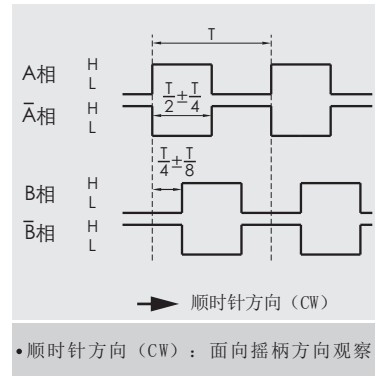 T
A相 H
L
A̅相 H
L
T/2±T/4
T/4±T/8
B相 H
L
B̅相 H
L
顺时针方向（CW）
•顺时针方向（CW）：面向摇柄方向观察